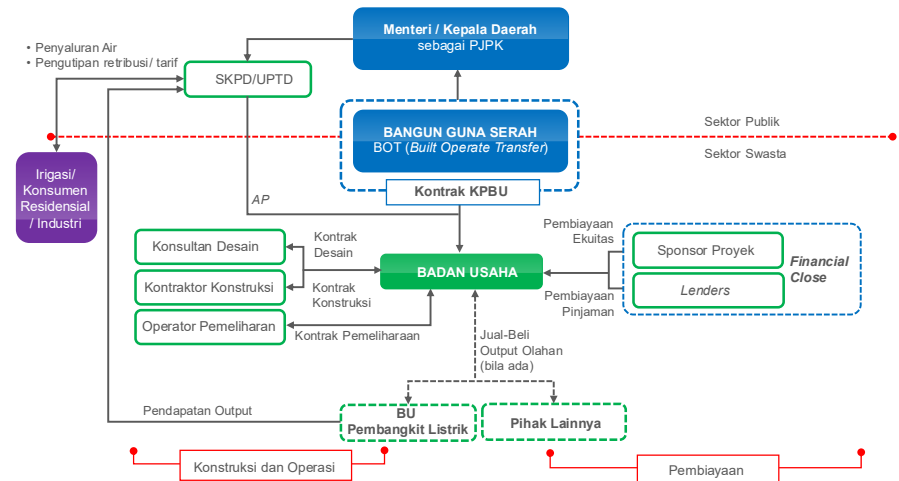 Menteri / Kepala Daerah
sebagai PJPK
• Penyaluran Air
• Pengutipan retribusi/ tarif
SKPD/UPTD
BANGUN GUNA SERAH
BOT (Built Operate Transfer)
Sektor Publik
Sektor Swasta
Kontrak KPBU
Irigasi/
Konsumen
Residensial
/ Industri
AP
Konsultan Desain
Kontrak
Desain
Kontraktor Konstruksi
Kontrak
Konstruksi
Operator Pemeliharan
Kontrak Pemeliharaan
BADAN USAHA
Pembiayaan
Ekuitas
Pembiayaan
Pinjaman
Sponsor Proyek
Lenders
Financial
Close
Jual-Beli
Output Olahan
(bila ada)
Pendapatan Output
BU
Pembangkit Listrik
Pihak Lainnya
Konstruksi dan Operasi
Pembiayaan